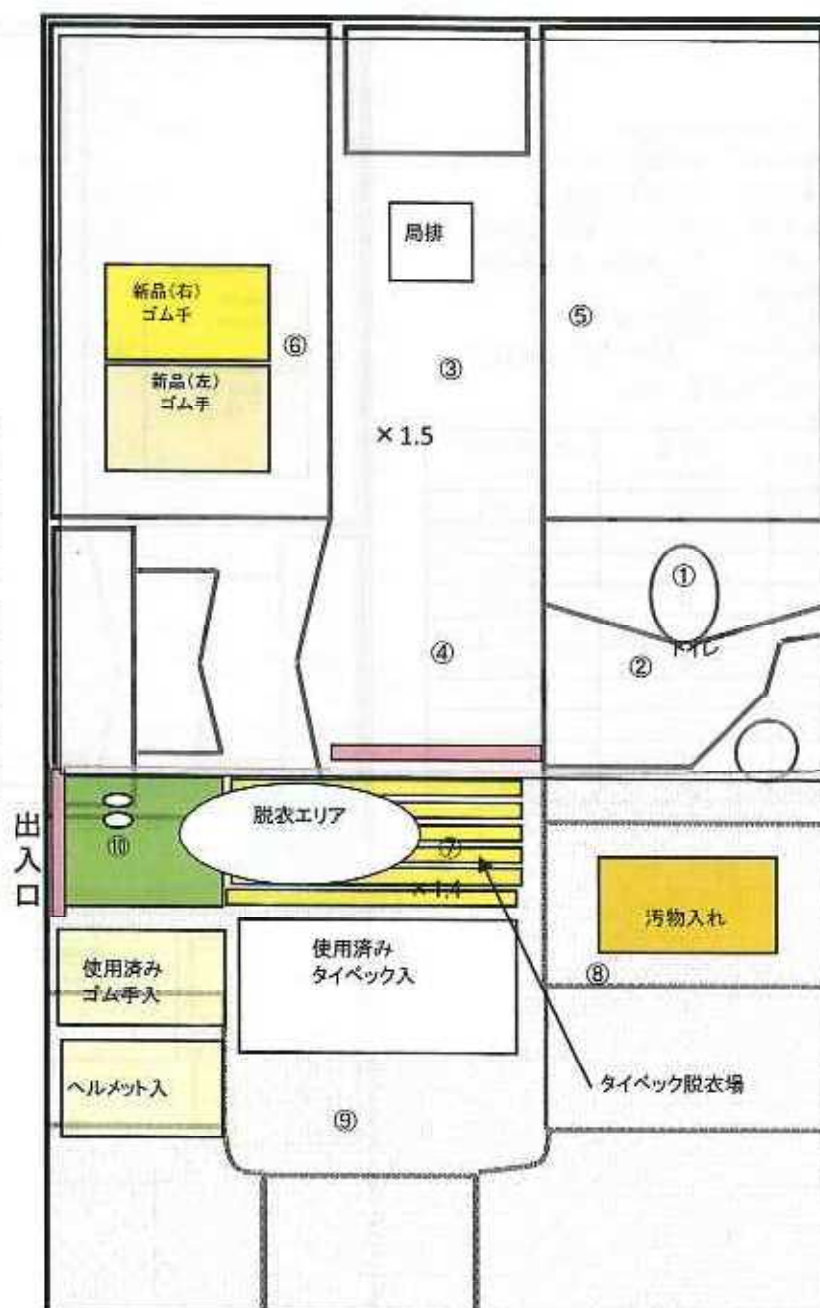 局排
新品(右)
ゴム手
新品(左)
ゴム手
⑥
③
⑤
×1.5
①
トイレ
②
④
出入口
脱衣エリア
⑩
⑦
×1.4
汚物入れ
使用済み
ゴム手入
使用済み
タイベック入
⑧
ヘルメット入
タイベック脱衣場
⑨